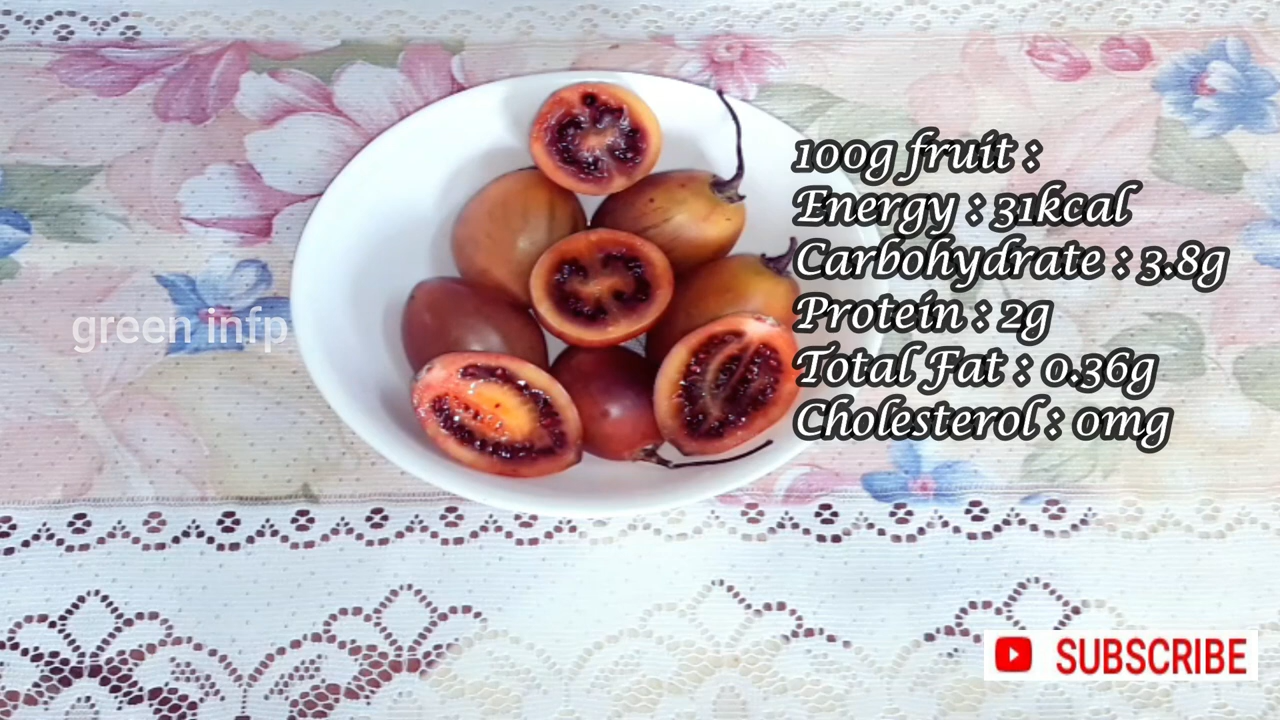 100g fruit :
Energy : 31kcal
Carbohydrate : 3.8g
Protein : 2g
Total Fat : 0.36g
Cholesterol : 0mg
green infp
SUBSCRIBE